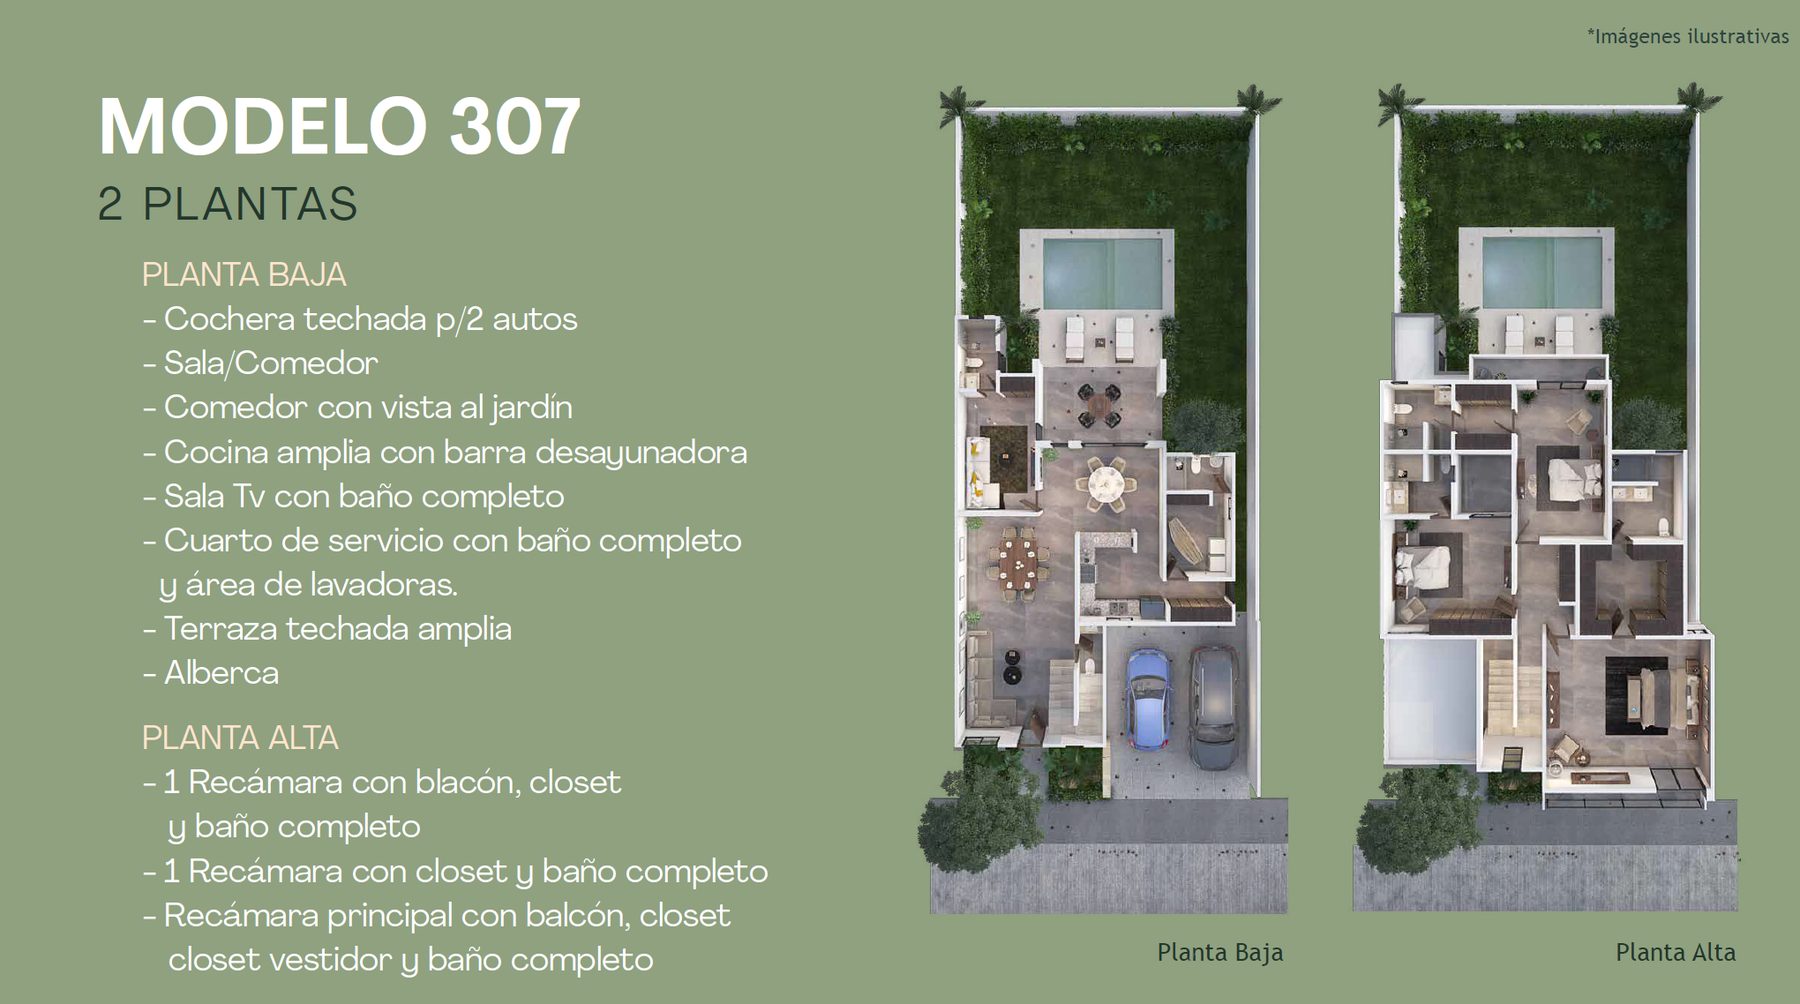 *Imágenes ilustrativas
MODELO 307
2 PLANTAS
PLANTA BAJA
- Cochera techada p/2 autos
- Sala/Comedor
- Comedor con vista al jardín
- Cocina amplia con barra desayunadora
- Sala Tv con baño completo
- Cuarto de servicio con baño completo
y área de lavadoras.
- Terraza techada amplia
- Alberca
PLANTA ALTA
- 1 Recámara con blacón, closet
y baño completo
- 1 Recámara con closet y baño completo
- Recámara principal con balcón, closet
closet vestidor y baño completo
Planta Baja
Planta Alta